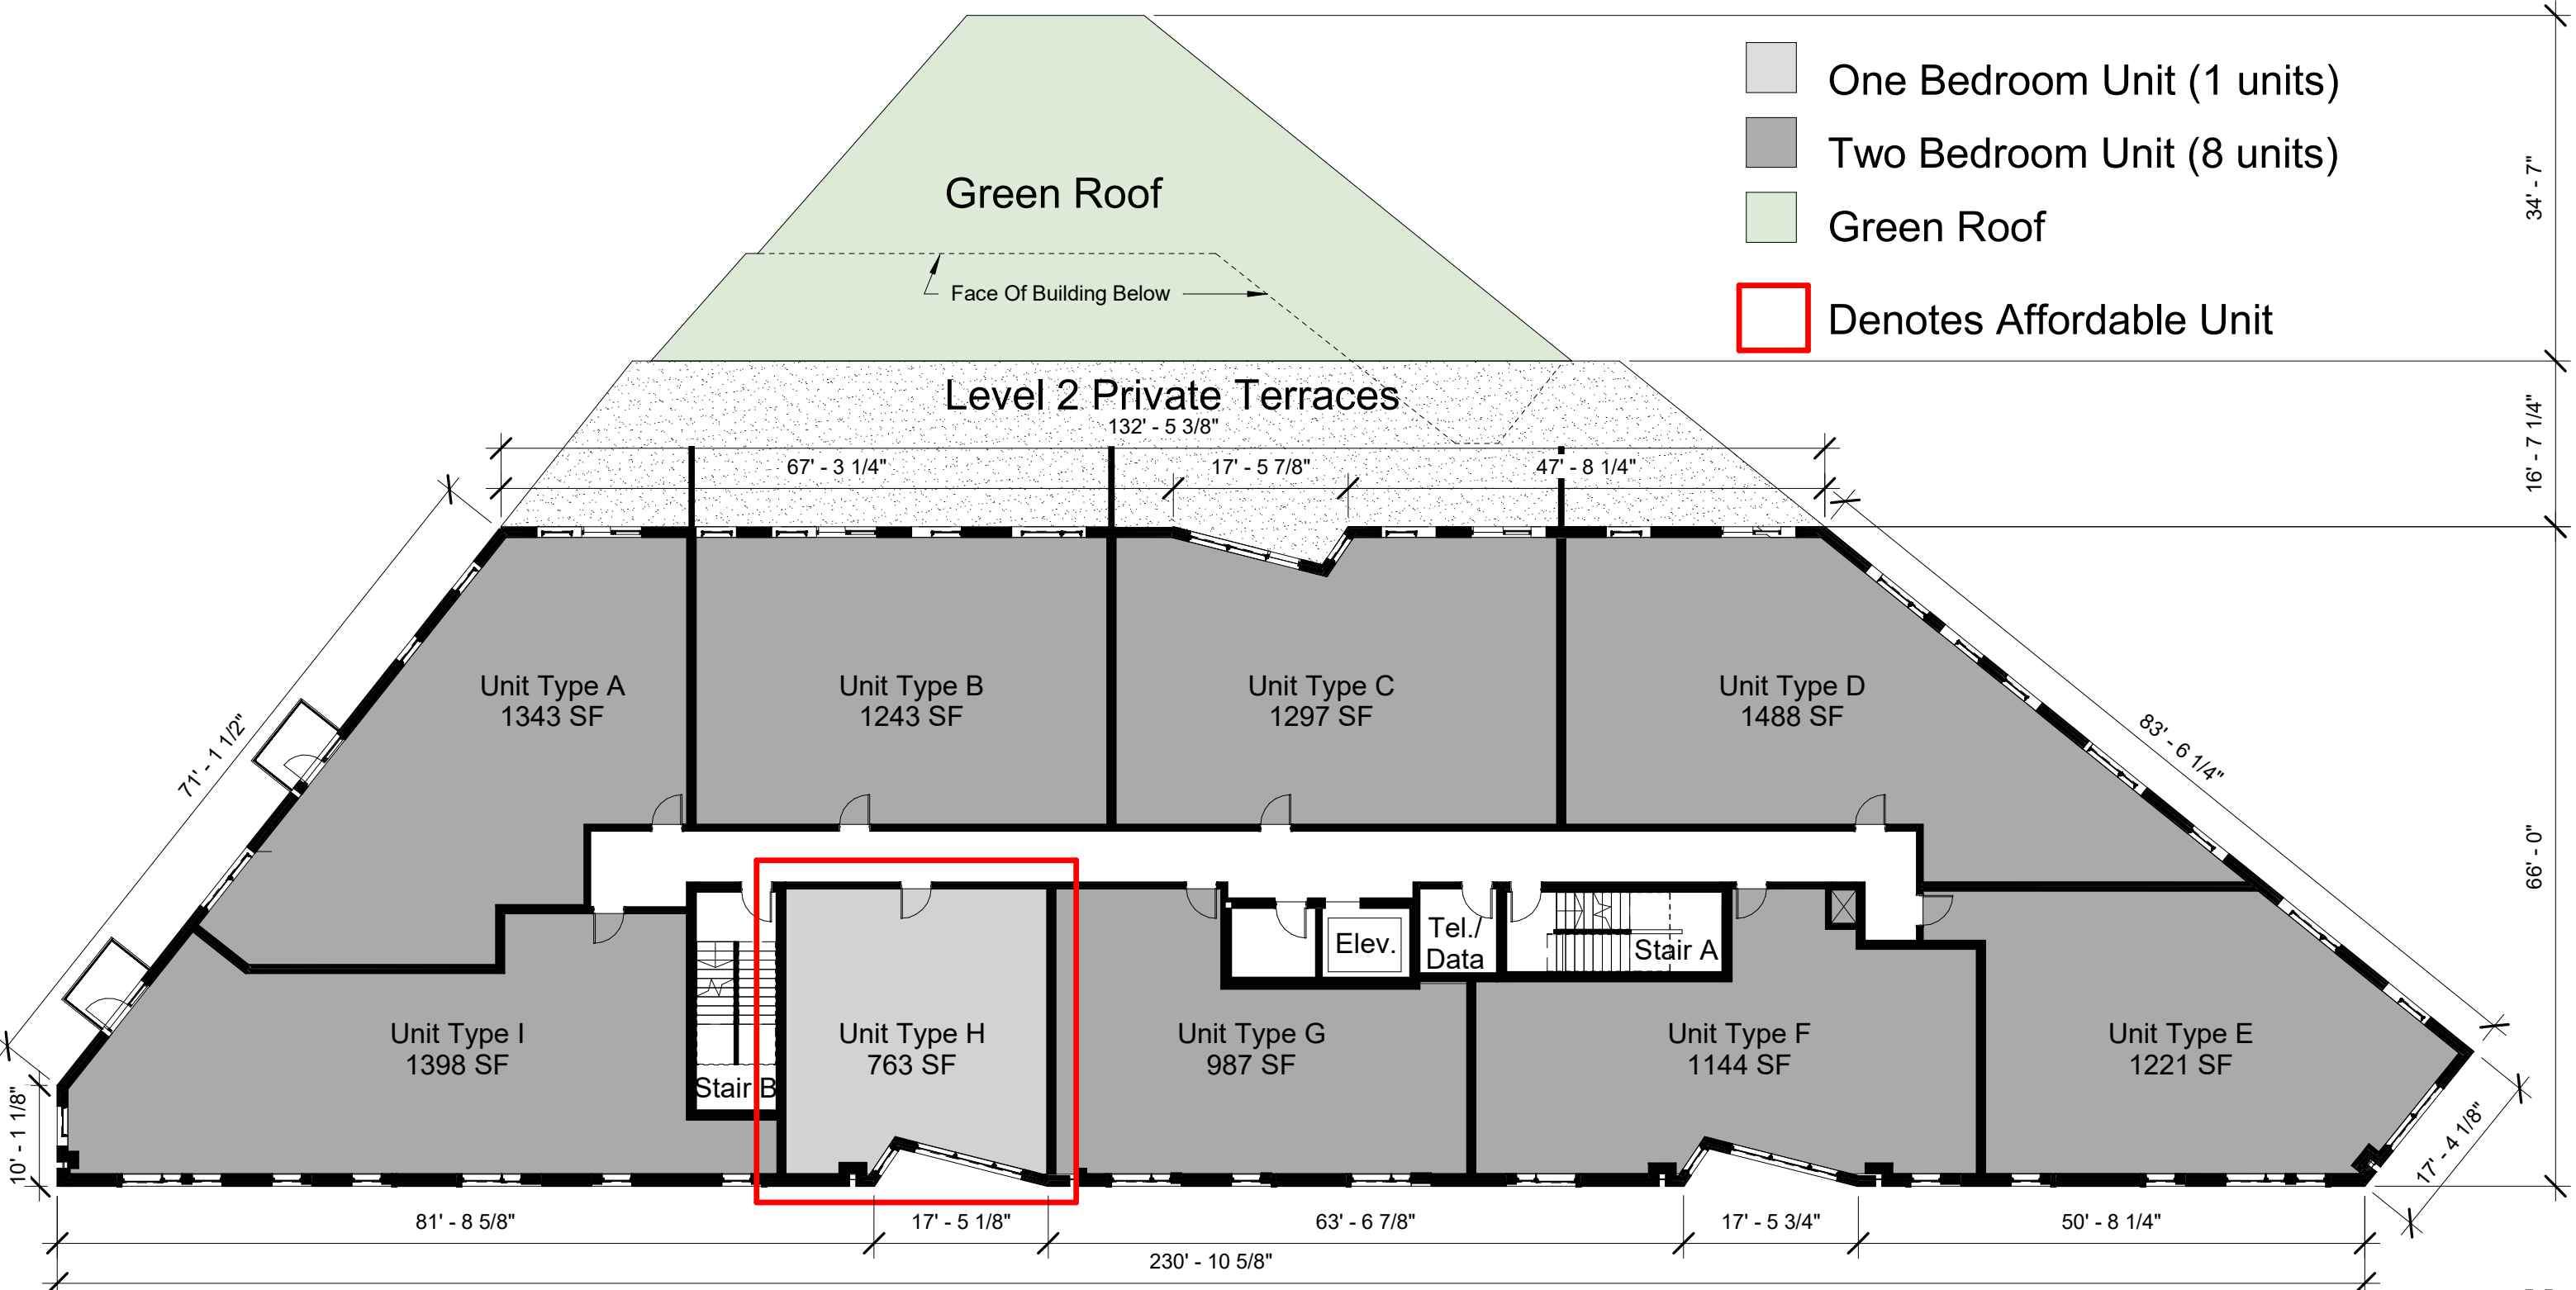 One Bedroom Unit (1 units)
Two Bedroom Unit (8 units)
Green Roof
Denotes Affordable Unit
34' - 7"
16' - 7 1/4"
66' - 0"
Green Roof
Face Of Building Below
Level 2 Private Terraces
132' - 5 3/8"
67' - 3 1/4"
17' - 5 7/8"
47' - 8 1/4"
71' - 1 1/2"
83' - 6 1/4"
Unit Type A
1343 SF
Unit Type B
1243 SF
Unit Type C
1297 SF
Unit Type D
1488 SF
Elev.
Tel./
Data
Stair A
Unit Type I
1398 SF
Stair B
Unit Type H
763 SF
Unit Type G
987 SF
Unit Type F
1144 SF
Unit Type E
1221 SF
10' - 1 1/8"
17' - 4 1/8"
81' - 8 5/8"
17' - 5 1/8"
63' - 6 7/8"
17' - 5 3/4"
50' - 8 1/4"
230' - 10 5/8"